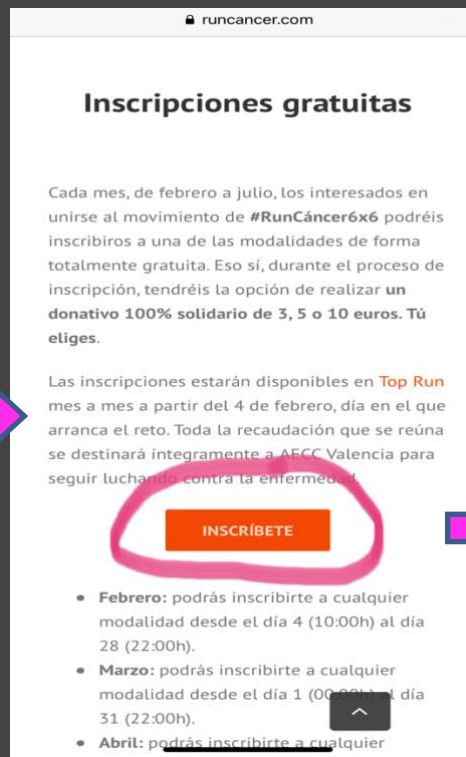 runcancer.com
Inscripciones gratuitas
Cada mes, de febrero a julio, los interesados en
unirse al movimiento de #RunCáncer6x6 podréis
inscribiros a una de las modalidades de forma
totalmente gratuita. Eso sí, durante el proceso de
inscripción, tendréis la opción de realizar un
donativo 100% solidario de 3, 5 o 10 euros. Tú
eliges.
Las inscripciones estarán disponibles en Top Run
mes a mes a partir del 4 de febrero, día en el que
arranca el reto. Toda la recaudación que se reúna
se destinará íntegramente a AECC Valencia para
seguir luchando contra la enfermedad.
INSCRÍBETE
• Febrero: podrás inscribirte a cualquier
modalidad desde el día 4 (10:00h) al día
28 (22:00h).
• Marzo: podrás inscribirte a cualquier
modalidad desde el día 1 (00:00h) al día
31 (22:00h).
• Abril: podrás inscribirte a cualquier